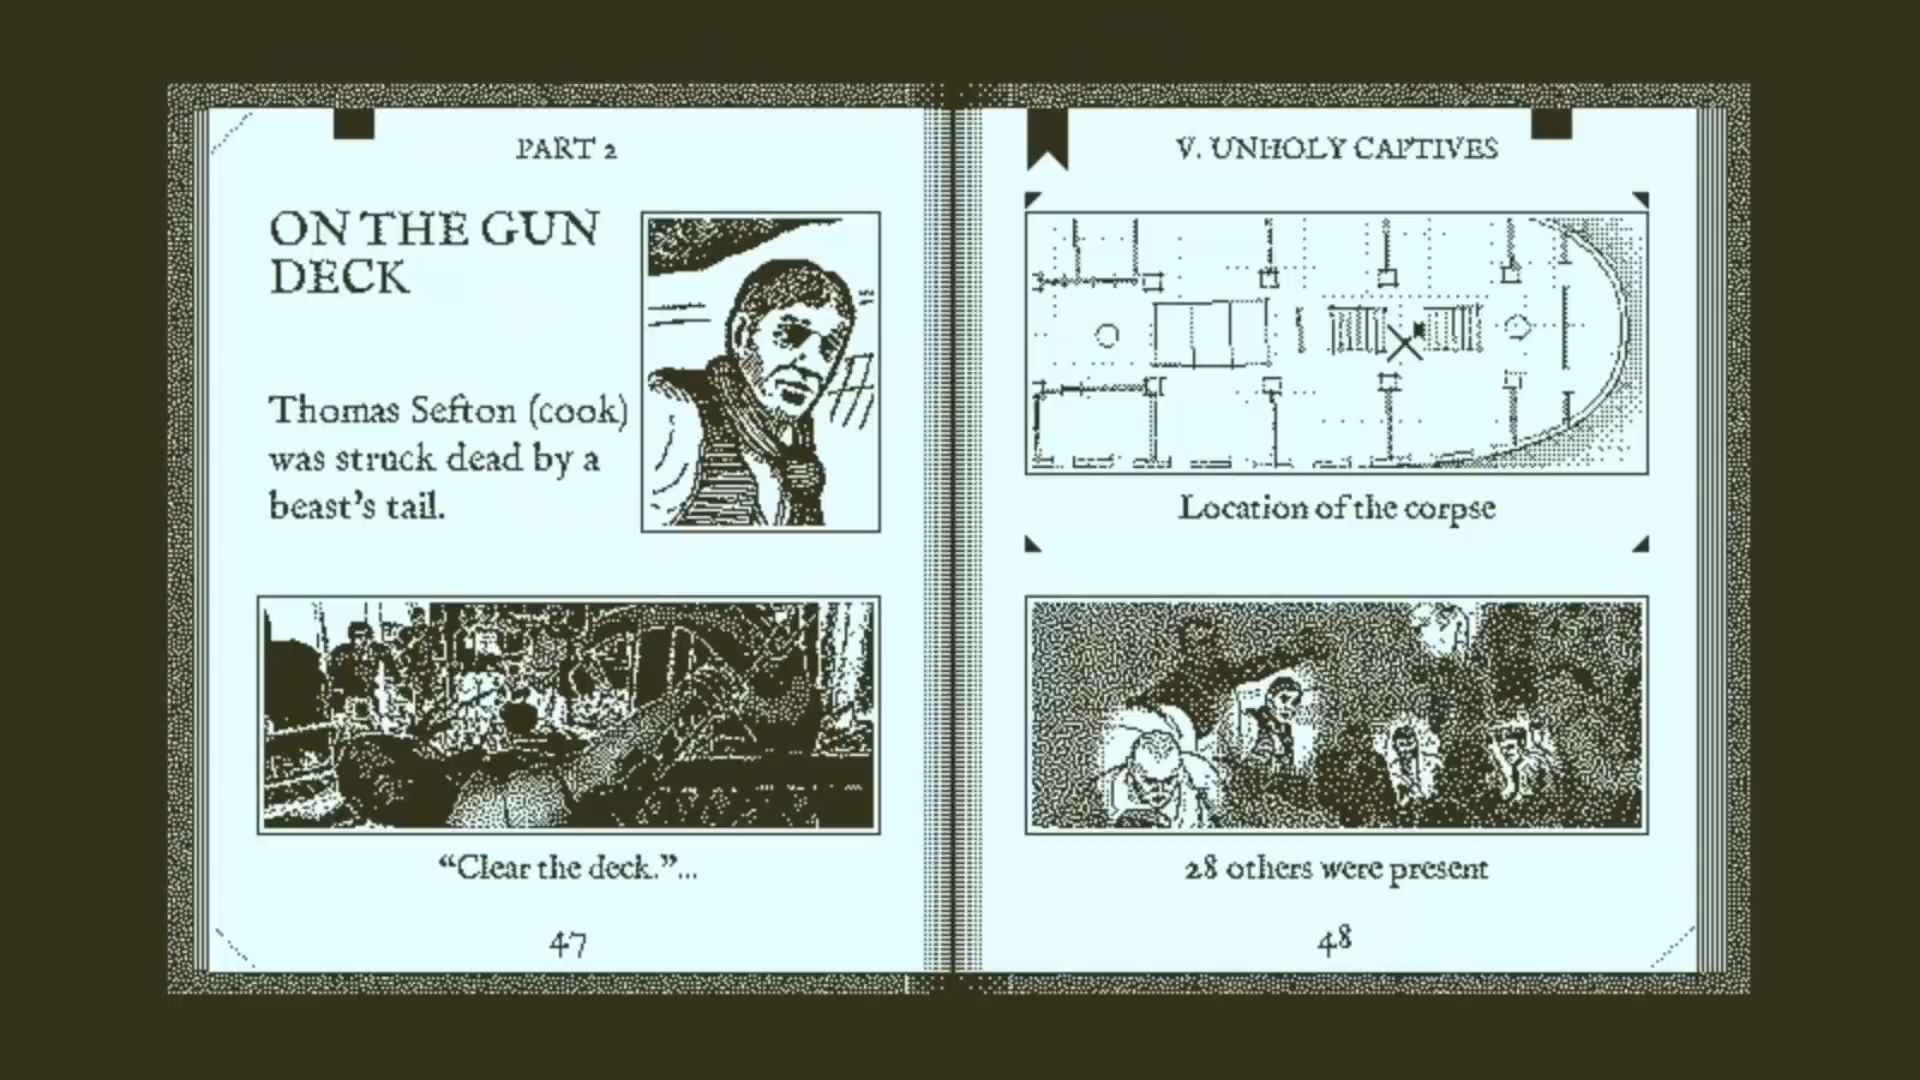 PART 2
ON THE GUN
DECK
Thomas Sefton (cook)
was struck dead by a
beast's tail.
“Clear the deck.”...
47
V. UNHOLY CAPTIVES
Location of the corpse
28 others were present
48